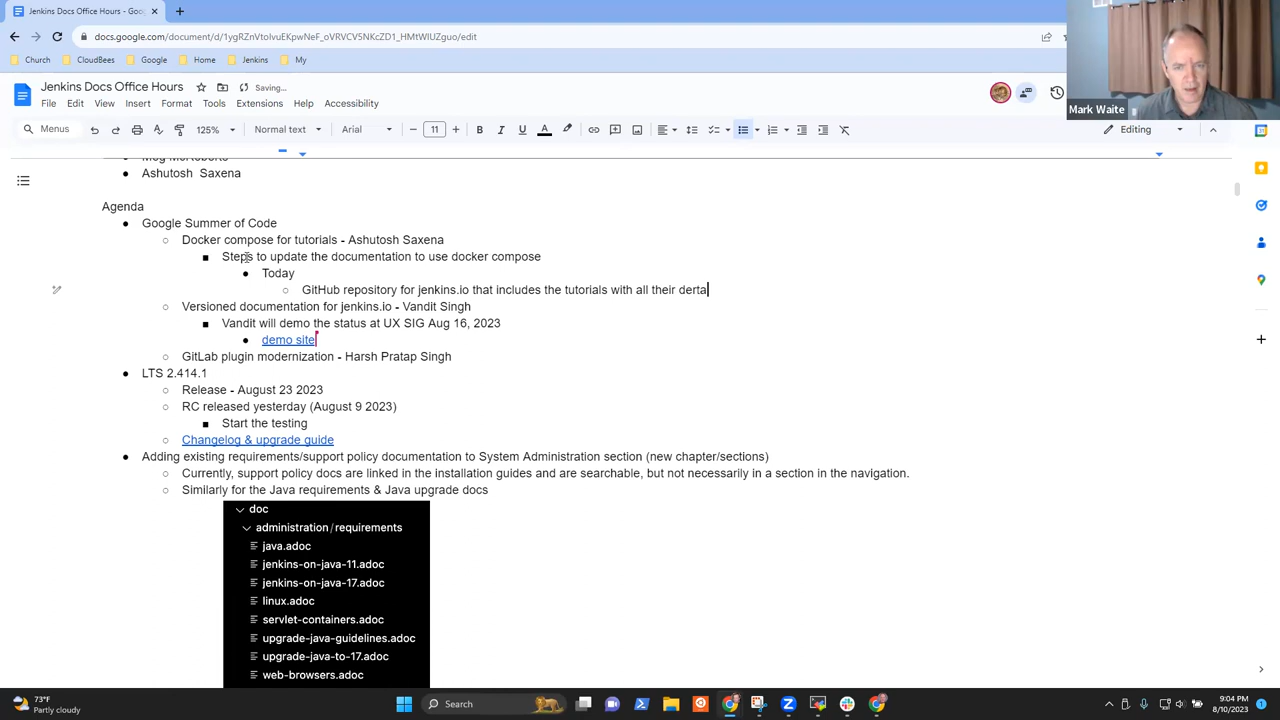 Jenkins Docs Office Hours - Goog
docs.google.com/document/d/1ygRZnVtoIvuEKpwNeF_oVRVCV5NKcZD1_HMtWIUZguo/edit
Church
CloudBees
Google
Home
Jenkins
My
Jenkins Docs Office Hours
Saving...
File Edit View Insert Format Tools Extensions Help Accessibility
Mark Waite
Menus
125%
Normal text
Arial
11
Editing
Meg McRoberts
Ashutosh Saxena
Agenda
Google Summer of Code
Docker compose for tutorials - Ashutosh Saxena
Steps to update the documentation to use docker compose
Today
GitHub repository for jenkins.io that includes the tutorials with all their derta
Versioned documentation for jenkins.io - Vandit Singh
Vandit will demo the status at UX SIG Aug 16, 2023
demo site
GitLab plugin modernization - Harsh Pratap Singh
LTS 2.414.1
Release - August 23 2023
RC released yesterday (August 9 2023)
Start the testing
Changelog & upgrade guide
Adding existing requirements/support policy documentation to System Administration section (new chapter/sections)
Currently, support policy docs are linked in the installation guides and are searchable, but not necessarily in a section in the navigation.
Similarly for the Java requirements & Java upgrade docs
doc
administration/requirements
java.adoc
jenkins-on-java-11.adoc
jenkins-on-java-17.adoc
linux.adoc
servlet-containers.adoc
upgrade-java-guidelines.adoc
upgrade-java-to-17.adoc
web-browsers.adoc
73°F
Partly cloudy
Search
9:04 PM
8/10/2023